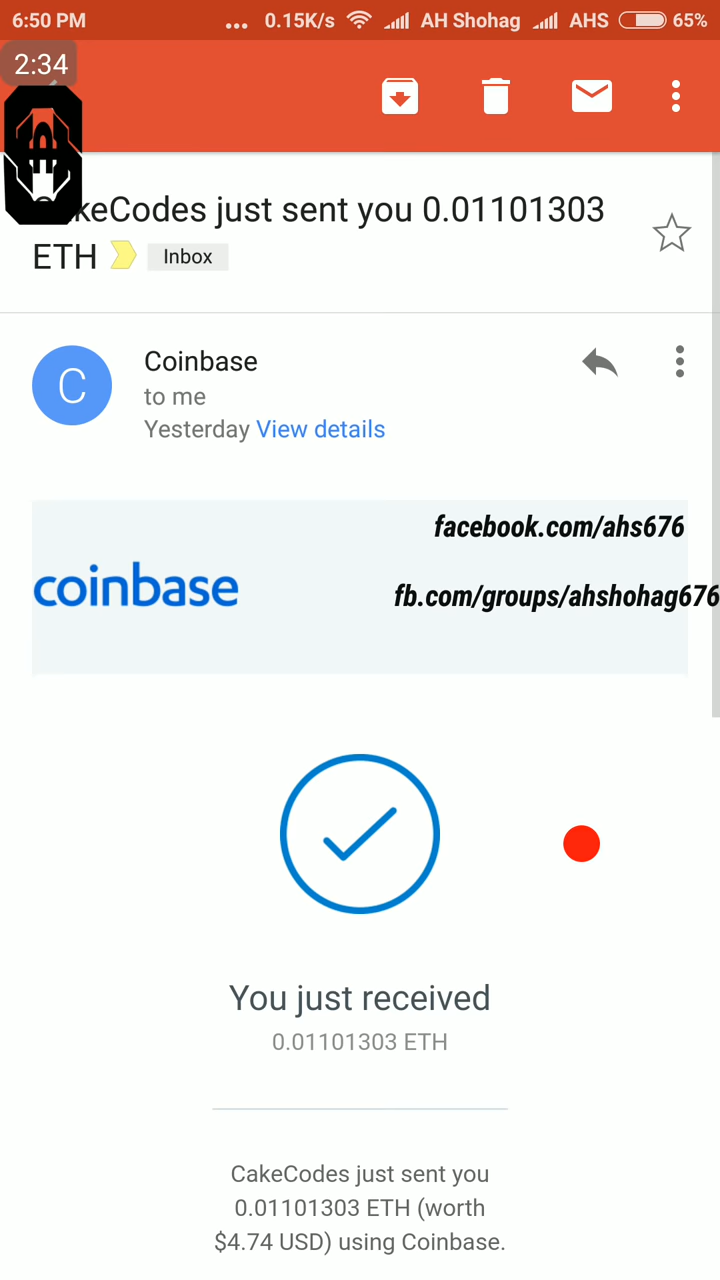 6:50 PM ... 0.15K/s AH Shohag AHS 65%
2:34
keCodes just sent you 0.01101303
ETH Inbox
C Coinbase
to me
Yesterday View details
facebook.com/ahs676
coinbase
fb.com/groups/ahshohag676
You just received
0.01101303 ETH
CakeCodes just sent you
0.01101303 ETH (worth
$4.74 USD) using Coinbase.